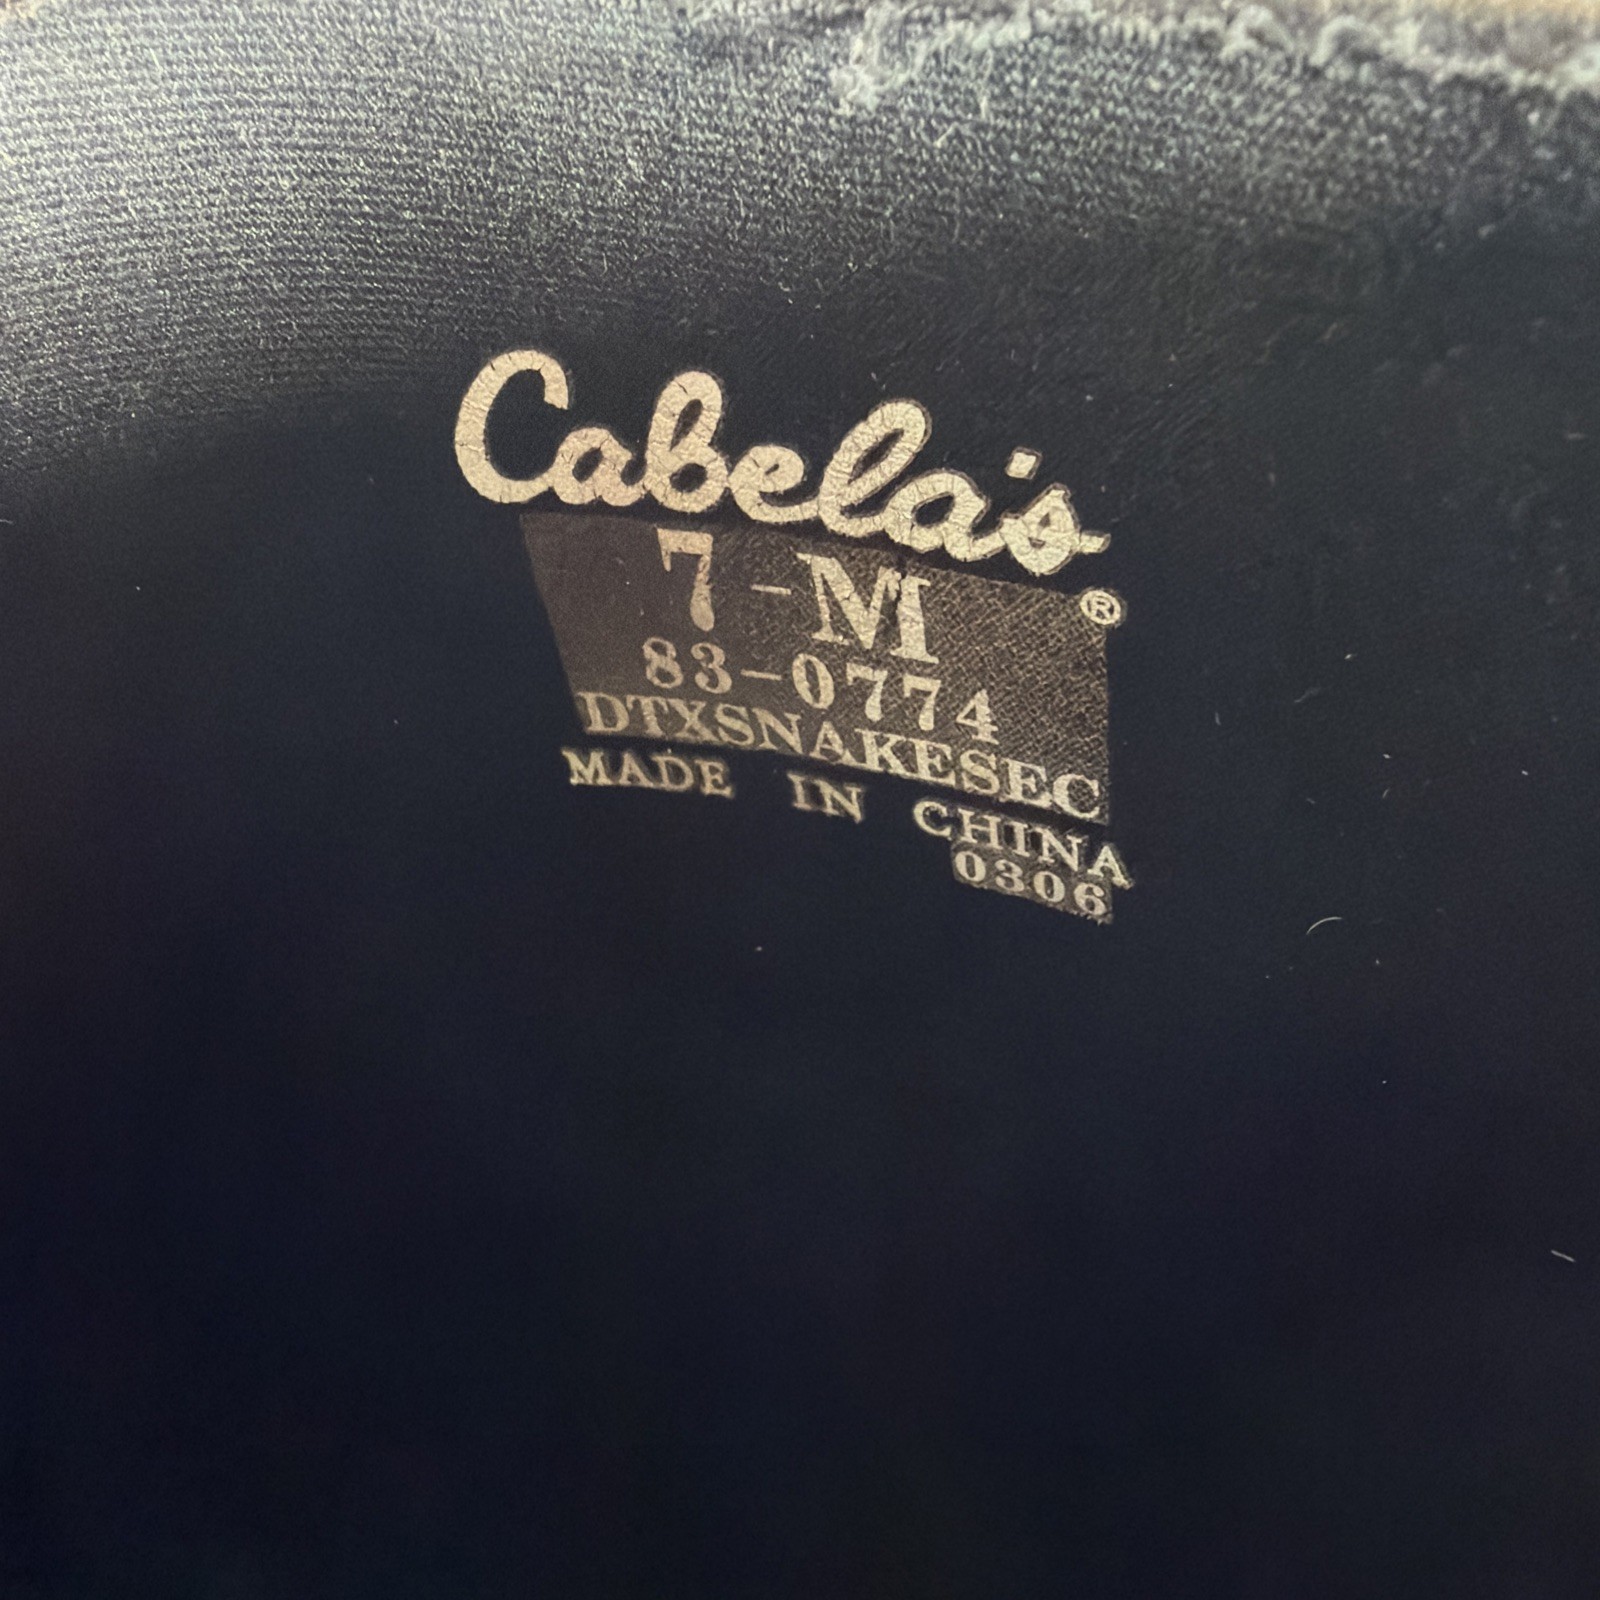 Cabela's®
7-M
83-0774
DTXSNAKESEC
MADE IN CHINA
0306